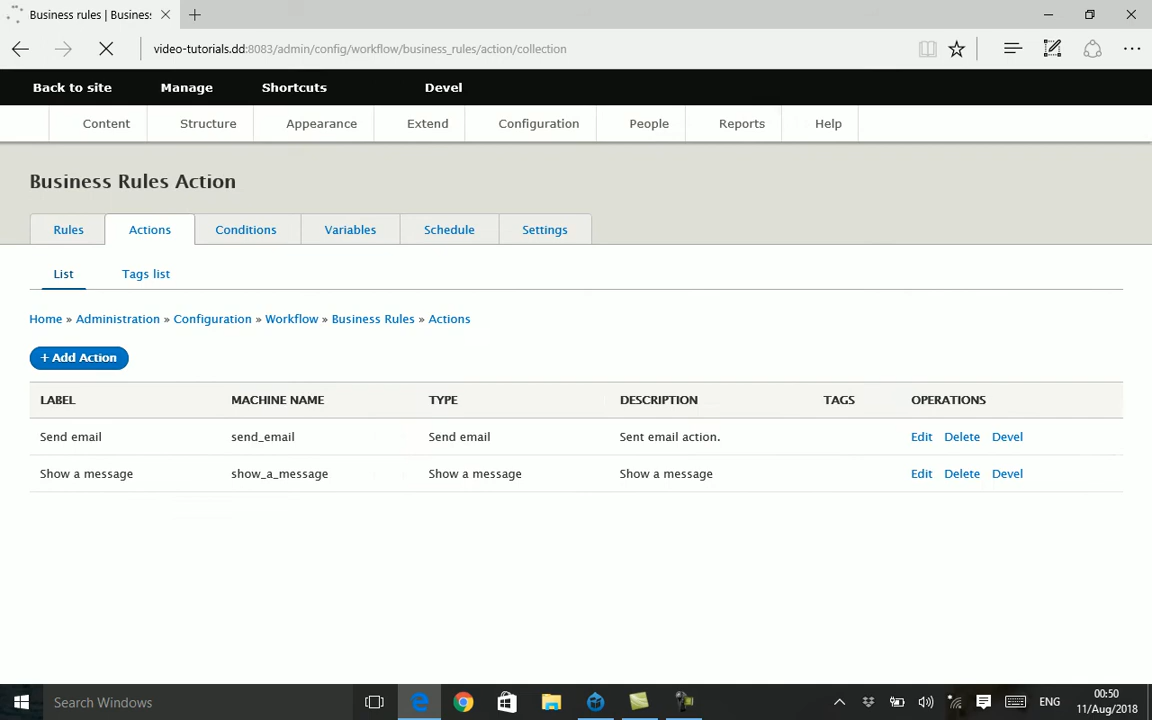 Business rules | Business
video-tutorials.dd:8083/admin/config/workflow/business_rules/action/collection
Back to site Manage Shortcuts Devel
Content Structure Appearance Extend Configuration People Reports Help
Business Rules Action
Rules Actions Conditions Variables Schedule Settings
List Tags list
Home » Administration » Configuration » Workflow » Business Rules » Actions
+ Add Action
LABEL MACHINE NAME TYPE DESCRIPTION TAGS OPERATIONS
Send email send_email Send email Sent email action. Edit Delete Devel
Show a message show_a_message Show a message Show a message Edit Delete Devel
Search Windows ENG 00:50
11/Aug/2018